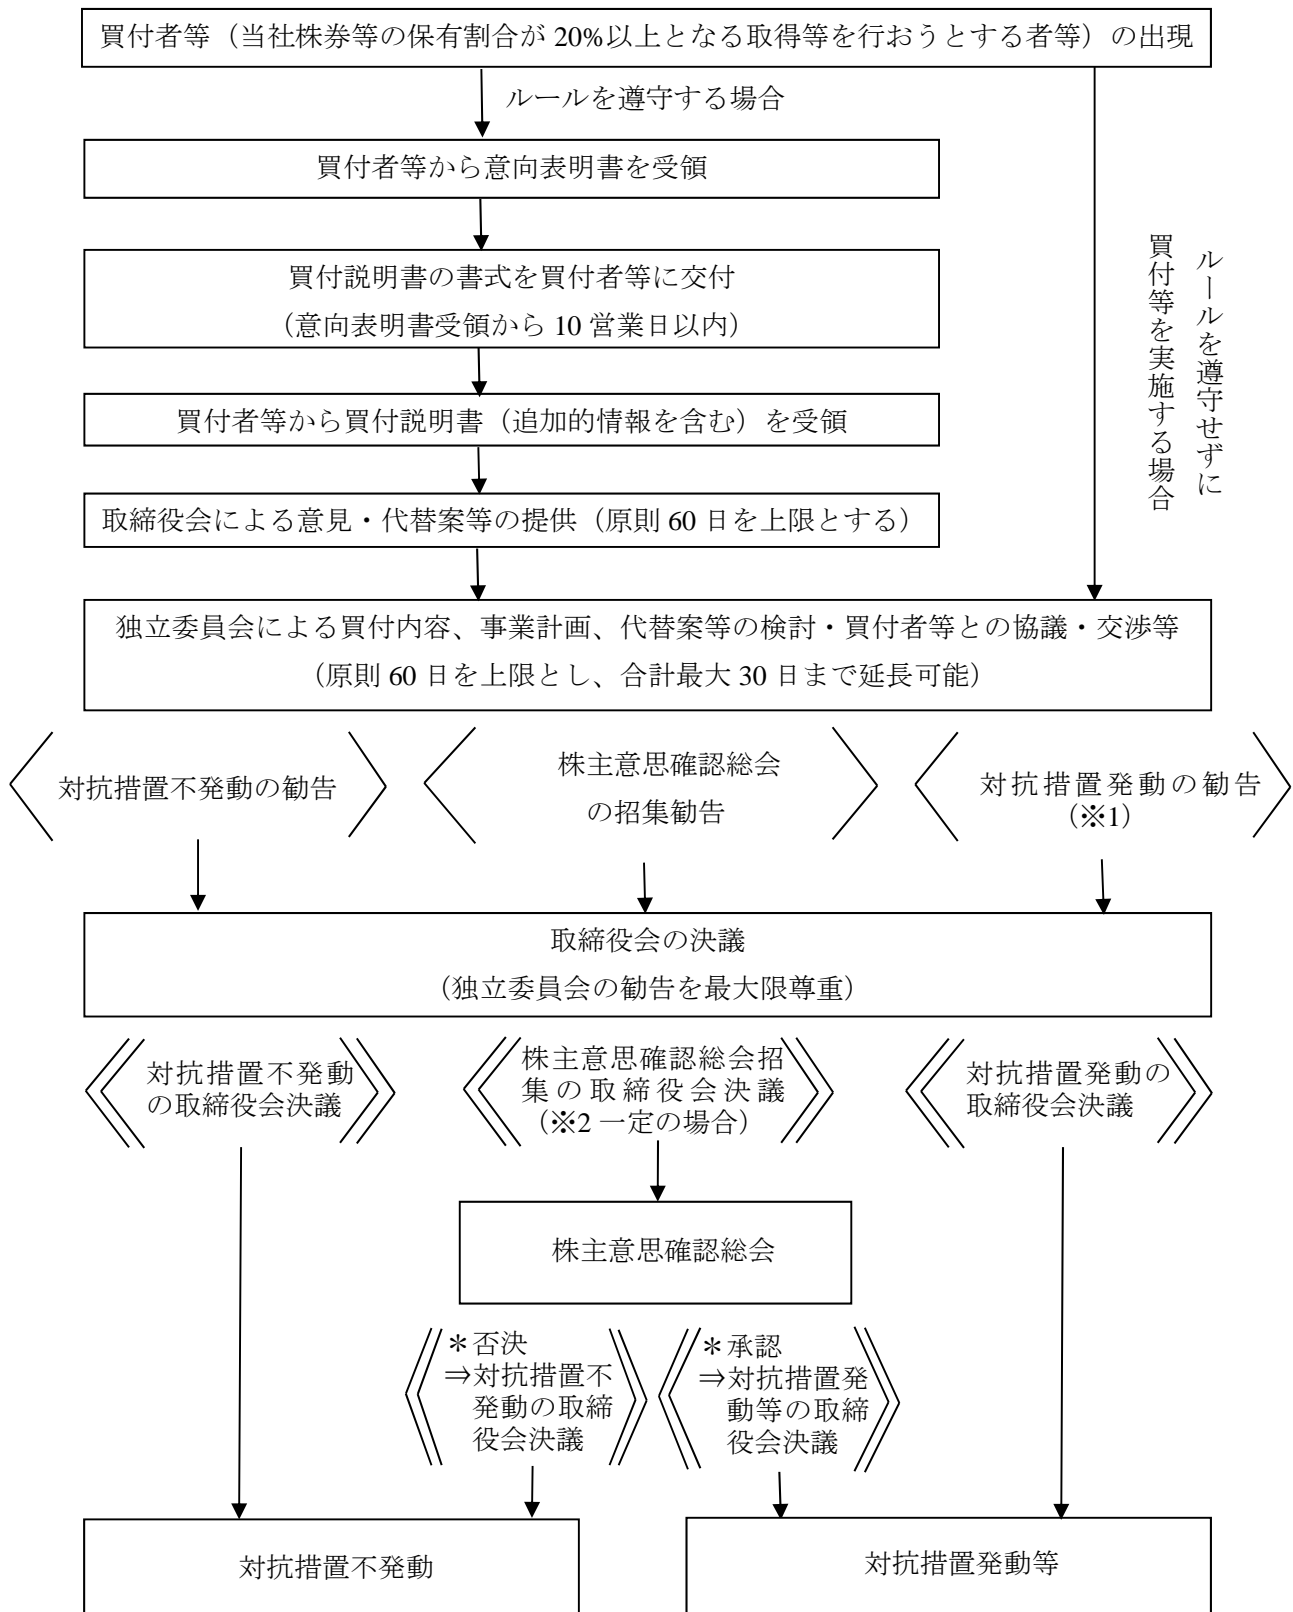 買付者等（当社株券等の保有割合が 20%以上となる取得等を行おうとする者等）の出現
ルールを遵守する場合
買付者等から意向表明書を受領
ルールを遵守せずに
買付等を実施する場合
買付説明書の書式を買付者等に交付
（意向表明書受領から 10 営業日以内）
買付者等から買付説明書（追加的情報を含む）を受領
取締役会による意見・代替案等の提供（原則 60 日を上限とする）
独立委員会による買付内容、事業計画、代替案等の検討・買付者等との協議・交渉等
（原則 60 日を上限とし、合計最大 30 日まで延長可能）
対抗措置不発動の勧告
株主意思確認総会
の招集勧告
対抗措置発動の勧告
（※1）
取締役会の決議
（独立委員会の勧告を最大限尊重）
対抗措置不発動
の取締役会決議
株主意思確認総会招
集の取締役会決議
（※2 一定の場合）
対抗措置発動の
取締役会決議
株主意思確認総会
＊否決
⇒対抗措置不
発動の取締
役会決議
＊承認
⇒対抗措置発
動等の取締
役会決議
対抗措置不発動
対抗措置発動等